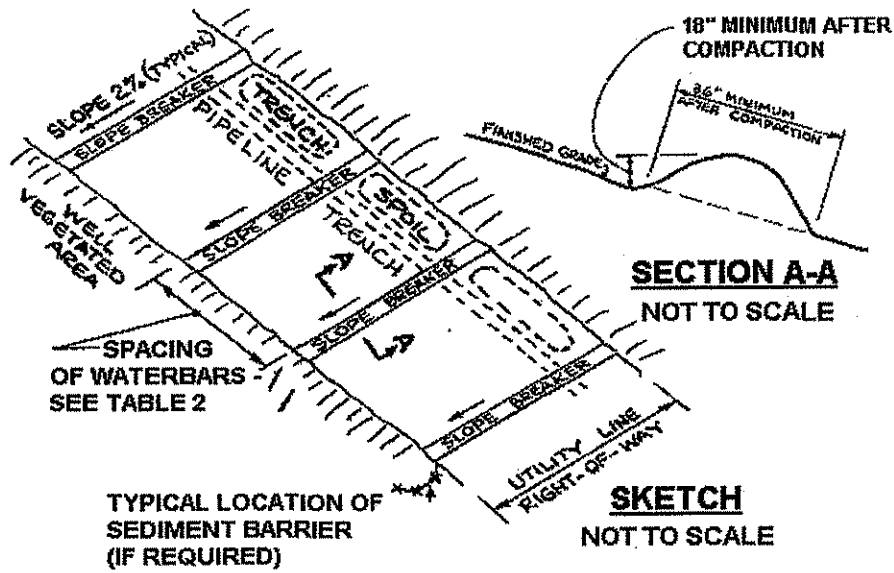 18" MINIMUM AFTER
COMPACTION
36" MINIMUM
AFTER COMPACTION
FINISHED GRADE
SLOPE 2% (TYPICAL)
SLOPE BREAKER
TRENCH
PIPELINE
SLOPE BREAKER
SPOIL
TRENCH
WELL
VEGETATED
AREA
A
SLOPE BREAKER
A
SLOPE BREAKER
SECTION A-A
NOT TO SCALE
SPACING
OF WATERBARS -
SEE TABLE 2
UTILITY LINE
RIGHT-OF-WAY
TYPICAL LOCATION OF
SEDIMENT BARRIER
(IF REQUIRED)
SKETCH
NOT TO SCALE